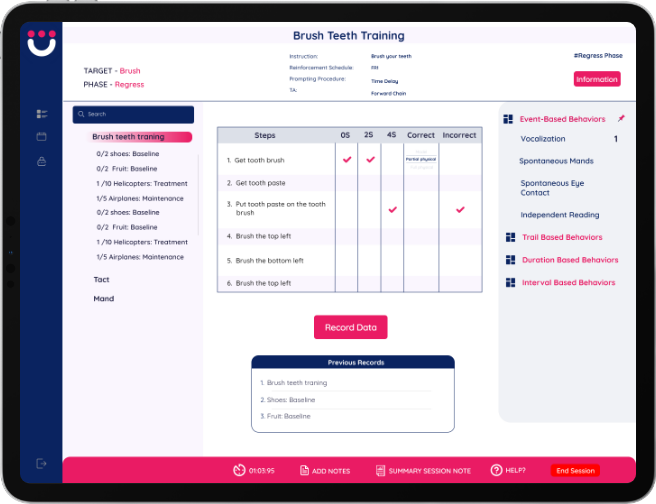 Brush Teeth Training
TARGET - Brush
PHASE - Regress
Instruction: Brush your teeth
Reinforcement Schedule: FR1
Prompting Procedure: Time Delay
TA: Forward Chain
#Regress Phase
Information
Search
Brush teeth traning
0/2 shoes: Baseline
0/2 Fruit: Baseline
1 /10 Helicopters: Treatment
1/5 Airplanes: Maintenance
0/2 shoes: Baseline
0/2 Fruit: Baseline
1 /10 Helicopters: Treatment
1/5 Airplanes: Maintenance
Tact
Mand
Steps 0S 2S 4S Correct Incorrect
1. Get tooth brush
Partial physical
2. Get tooth paste
3. Put tooth paste on the tooth
brush
4. Brush the top left
5. Brush the bottom left
6. Brush the top left
Record Data
Previous Records
1. Brush teeth traning
2. Shoes: Baseline
3. Fruit: Baseline
Event-Based Behaviors
Vocalization 1
Spontaneous Mands
Spontaneous Eye
Contact
Independent Reading
Trail Based Behaviors
Duration Based Behaviors
Interval Based Behaviors
01:03:95
ADD NOTES
SUMMARY SESSION NOTE
HELP?
End Session